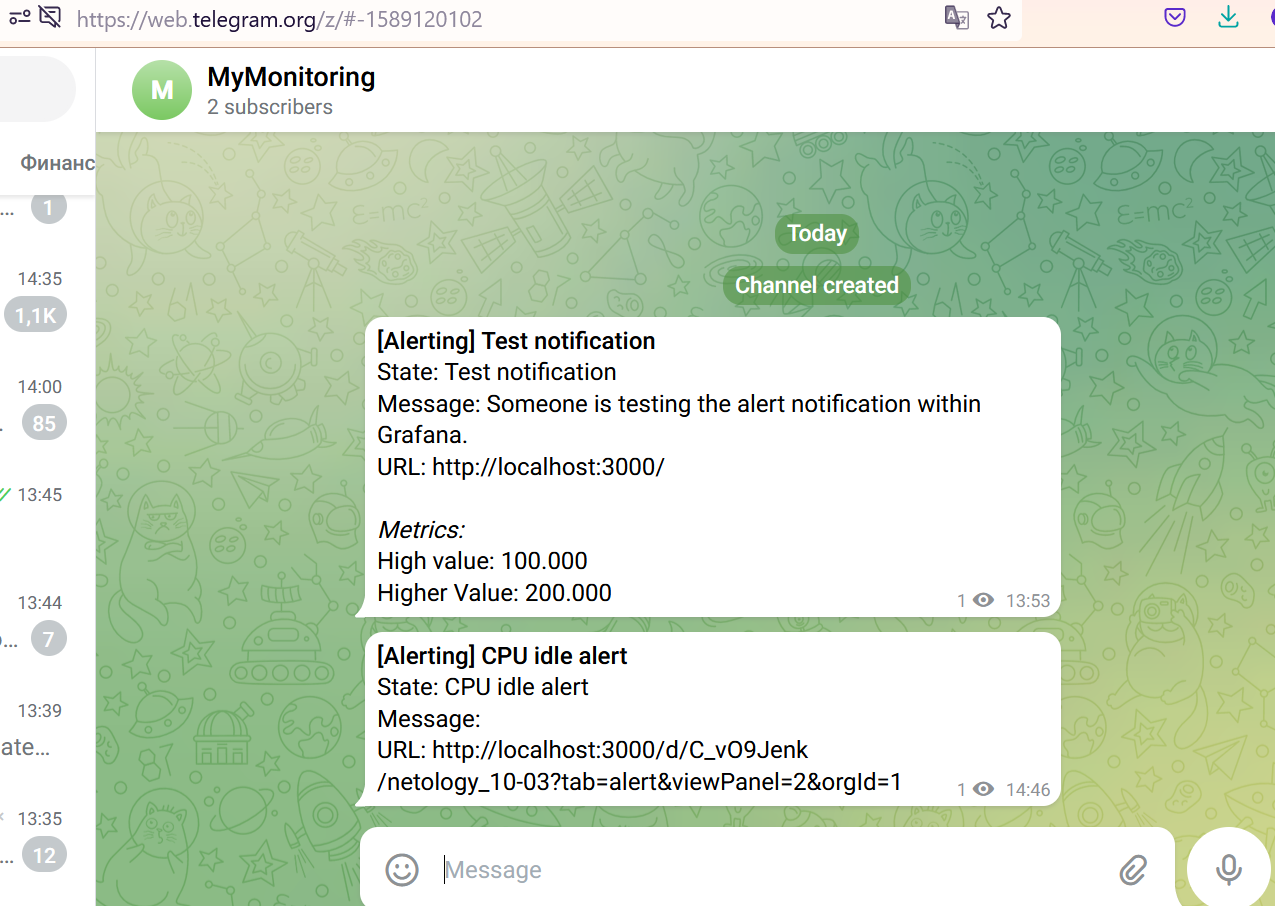 https://web.telegram.org/z/#-1589120102
MyMonitoring
2 subscribers
Финанс
...
1
14:35
1,1K
14:00
85
13:45
13:44
7
13:39
ate...
13:35
...
12
Today
Channel created
[Alerting] Test notification
State: Test notification
Message: Someone is testing the alert notification within
Grafana.
URL: http://localhost:3000/
Metrics:
High value: 100.000
Higher Value: 200.000
1 13:53
[Alerting] CPU idle alert
State: CPU idle alert
Message:
URL: http://localhost:3000/d/C_vO9Jenk
/netology_10-03?tab=alert&viewPanel=2&orgId=1
1 14:46
Message